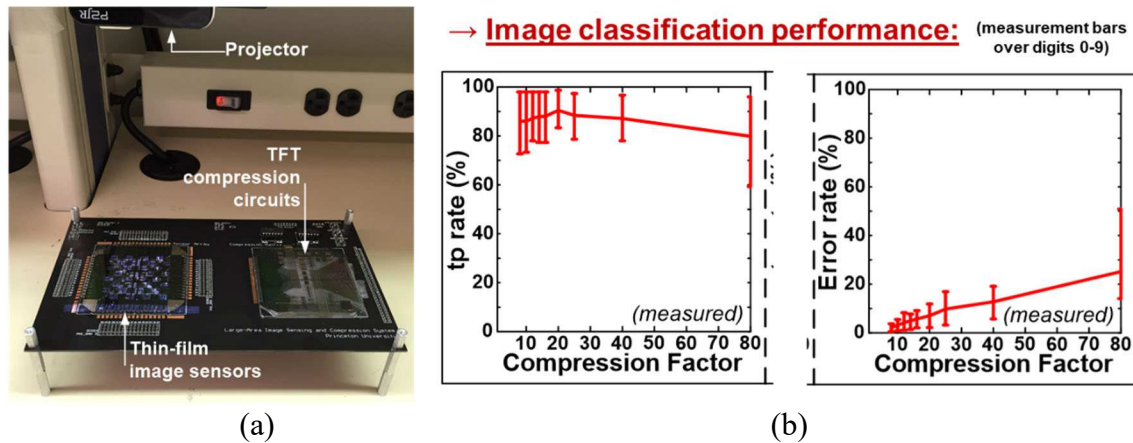 P2JR
Projector
TFT
compression
circuits
Large-Area Image Sensing and Compression System
Princeton University
Thin-film
image sensors
(a)
→ Image classification performance:
(measurement bars
over digits 0-9)
100
80
60
40
20
0
tp rate (%)
(measured)
0 10 20 30 40 50 60 70 80
Compression Factor
100
80
60
40
20
0
Error rate (%)
(measured)
0 10 20 30 40 50 60 70 80
Compression Factor
(b)